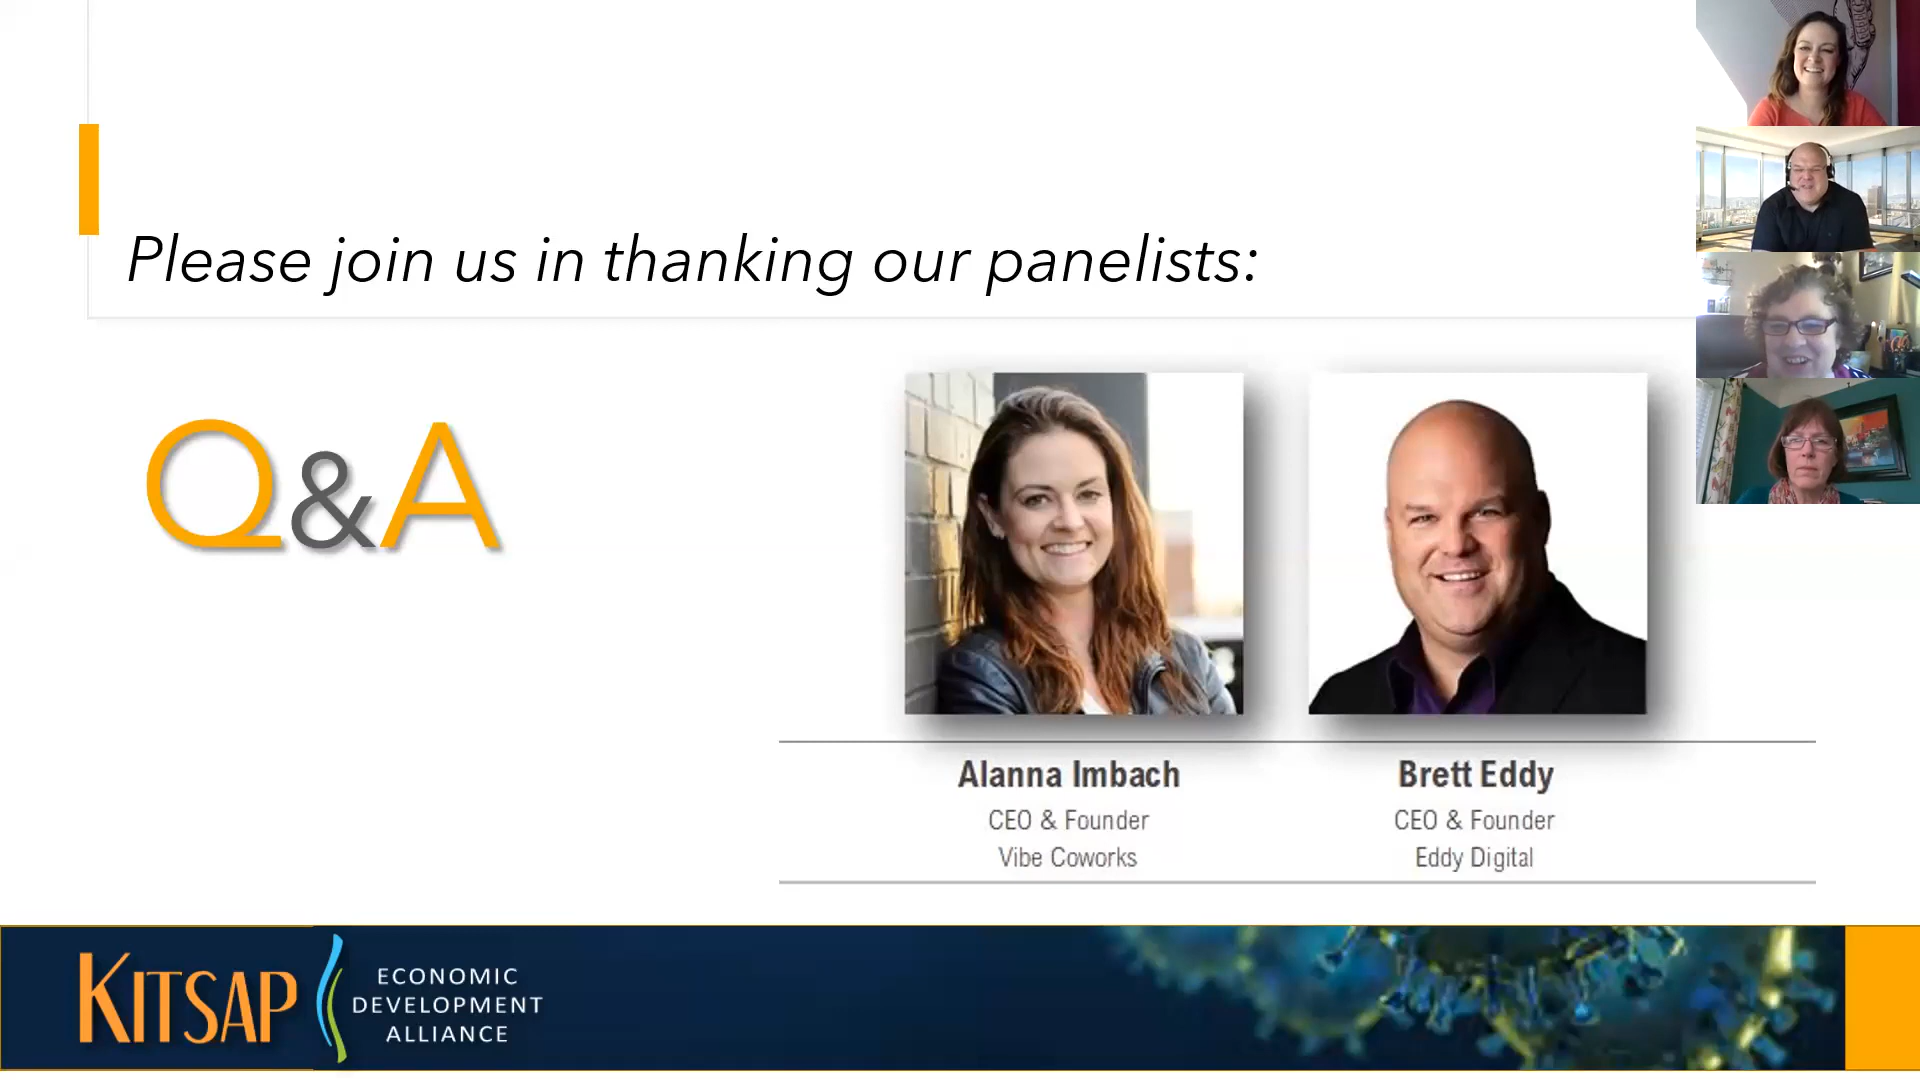 Please join us in thanking our panelists:
Q&A
Alanna Imbach
CEO & Founder
Vibe Coworks
Brett Eddy
CEO & Founder
Eddy Digital
KITSAP
ECONOMIC
DEVELOPMENT
ALLIANCE